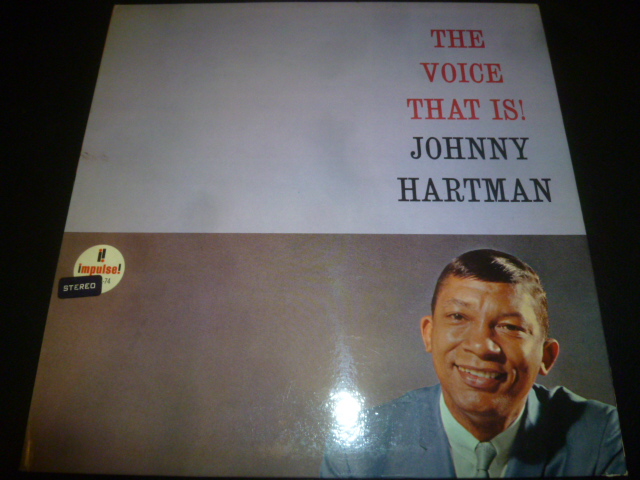 THE
VOICE
THAT IS!
JOHNNY
HARTMAN
i!
impulse!
STEREO